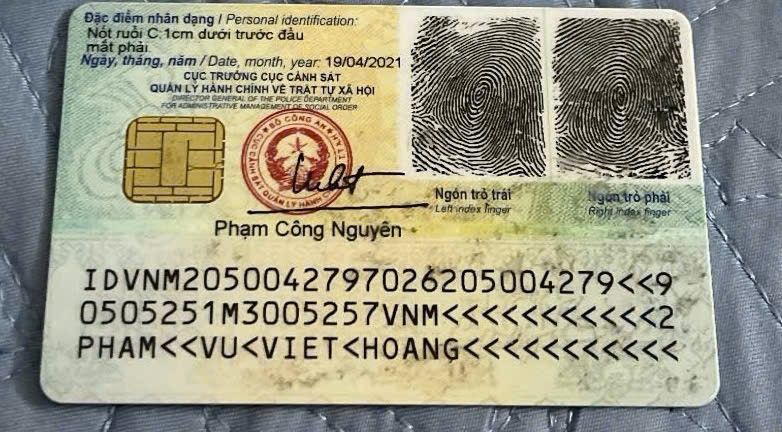 Đặc điểm nhân dạng / Personal identification:
Nốt ruồi C:1cm dưới trước đầu
mắt phải
Ngày, tháng, năm / Date, month, year: 19/04/2021
CỤC TRƯỞNG CỤC CẢNH SÁT
QUẢN LÝ HÀNH CHÍNH VỀ TRẬT TỰ XÃ HỘI
DIRECTOR GENERAL OF THE POLICE DEPARTMENT
FOR ADMINISTRATIVE MANAGEMENT OF SOCIAL ORDER
BỘ CÔNG AN
Phạm Công Nguyên
Ngón trỏ trái
Left index finger
Ngón trỏ phải
Right index finger
IDVNM2050042797026205004279<<9
0505251M3005257VNM<<<<<<<<<<<2
PHAM<<VU<VIET<HOANG<<<<<<<<<<<